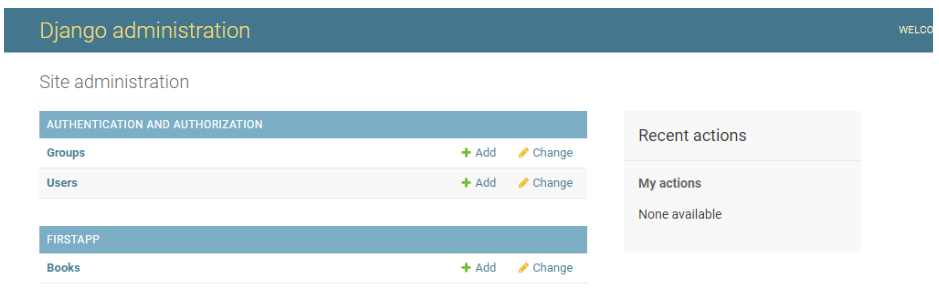 Django administration
WELCO
Site administration
AUTHENTICATION AND AUTHORIZATION
Groups Add Change
Users Add Change
FIRSTAPP
Books Add Change
Recent actions
My actions
None available